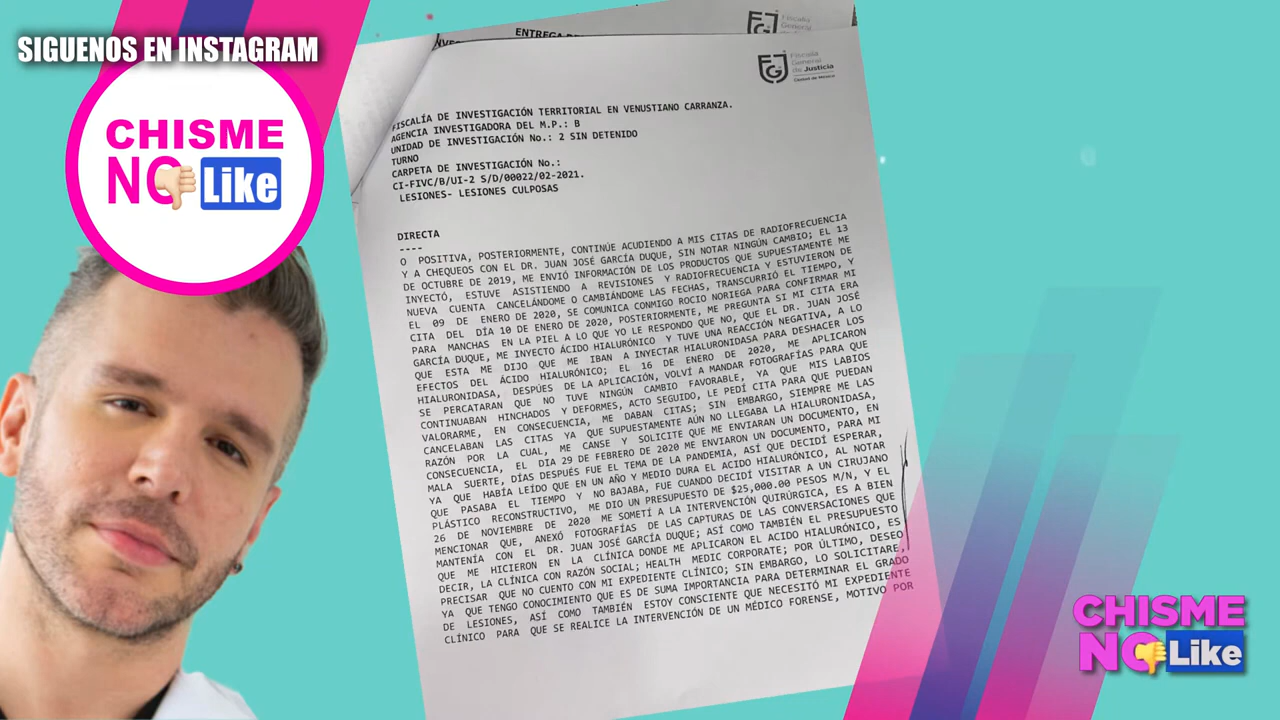 SIGUENOS EN INSTAGRAM
CHISME
NO Like
ENTREGA
Fiscalía
General
de Justicia
Ciudad de México
FISCALÍA DE INVESTIGACIÓN TERRITORIAL EN VENUSTIANO CARRANZA.
AGENCIA INVESTIGADORA DEL M.P.: B
UNIDAD DE INVESTIGACIÓN No.: 2 SIN DETENIDO
TURNO
CARPETA DE INVESTIGACIÓN No.:
CI-FIVC/B/UI-2 S/D/00022/02-2021.
LESIONES- LESIONES CULPOSAS
DIRECTA
----
O POSITIVA, POSTERIORMENTE, CONTINÚE ACUDIENDO A MIS CITAS DE RADIOFRECUENCIA
Y A CHEQUEOS CON EL DR. JUAN JOSÉ GARCÍA DUQUE, SIN NOTAR NINGÚN CAMBIO; EL 13
DE OCTUBRE DE 2019, ME ENVIÓ INFORMACIÓN DE LOS PRODUCTOS QUE SUPUESTAMENTE ME
INYECTÓ, ESTUVE ASISTIENDO A REVISIONES Y RADIOFRECUENCIA Y ESTUVIERON DE
NUEVA CUENTA CANCELÁNDOME O CAMBIÁNDOME LAS FECHAS, TRANSCURRIÓ EL TIEMPO, Y
EL 09 DE ENERO DE 2020, SE COMUNICA CONMIGO ROCIO NORIEGA PARA CONFIRMAR MI
CITA DEL DÍA 10 DE ENERO DE 2020, POSTERIORMENTE, ME PREGUNTA SI MI CITA ERA
PARA MANCHAS EN LA PIEL A LO QUE YO LE RESPONDO QUE NO, QUE EL DR. JUAN JOSÉ
GARCÍA DUQUE, ME INYECTO ÁCIDO HIALURÓNICO Y TUVE UNA REACCIÓN NEGATIVA, A LO
QUE ESTA ME DIJO QUE ME IBAN A INYECTAR HIALURONIDASA PARA DESHACER LOS
EFECTOS DEL ÁCIDO HIALURÓNICO; EL 16 DE ENERO DE 2020, ME APLICARON
HIALURONIDASA, DESPÚES DE LA APLICACIÓN, VOLVÍ A MANDAR FOTOGRAFÍAS PARA QUE
SE PERCATARAN QUE NO TUVE NINGÚN CAMBIO FAVORABLE, YA QUE MIS LABIOS
CONTINUABAN HINCHADOS Y DEFORMES, ACTO SEGUIDO, LE PEDÍ CITA PARA QUE PUEDAN
VALORARME, EN CONSECUENCIA, ME DABAN CITAS; SIN EMBARGO, SIEMPRE ME LAS
CANCELABAN LAS CITAS YA QUE SUPUESTAMENTE AÚN NO LLEGABA LA HIALURONIDASA,
RAZÓN POR LA CUAL, ME CANSE Y SOLICITE QUE ME ENVIARAN UN DOCUMENTO, EN
CONSECUENCIA, EL DIA 29 DE FEBRERO DE 2020 ME ENVIARON UN DOCUMENTO, PARA MI
MALA SUERTE, DÍAS DESPUÉS FUE EL TEMA DE LA PANDEMIA, ASÍ QUE DECIDÍ ESPERAR,
YA QUE HABÍA LEÍDO QUE EN UN AÑO Y MEDIO DURA EL ACIDO HIALURÓNICO, AL NOTAR
QUE PASABA EL TIEMPO Y NO BAJABA, FUE CUANDO DECIDÍ VISITAR A UN CIRUJANO
PLÁSTICO RECONSTRUCTIVO, ME DIO UN PRESUPUESTO DE $25,000.00 PESOS M/N, Y EL
26 DE NOVIEMBRE DE 2020 ME SOMETÍ A LA INTERVENCIÓN QUIRÚRGICA, ES A BIEN
MENCIONAR QUE, ANEXÓ FOTOGRAFÍAS DE LAS CAPTURAS DE LAS CONVERSACIONES QUE
MANTENÍA CON EL DR. JUAN JOSÉ GARCÍA DUQUE; ASÍ COMO TAMBIÉN EL PRESUPUESTO
QUE ME HICIERON EN LA CLÍNICA DONDE ME APLICARON EL ACIDO HIALURÓNICO, ES
DECIR, LA CLÍNICA CON RAZÓN SOCIAL; HEALTH MEDIC CORPORATE; POR ÚLTIMO, DESEO
PRECISAR QUE NO CUENTO CON MI EXPEDIENTE CLÍNICO; SIN EMBARGO, LO SOLICITARE,
YA QUE TENGO CONOCIMIENTO QUE ES DE SUMA IMPORTANCIA PARA DETERMINAR EL GRADO
DE LESIONES, ASÍ COMO TAMBIÉN ESTOY CONSCIENTE QUE NECESITÓ MI EXPEDIENTE
CLÍNICO PARA QUE SE REALICE LA INTERVENCIÓN DE UN MÉDICO FORENSE, MOTIVO POR
CHISME
NO Like